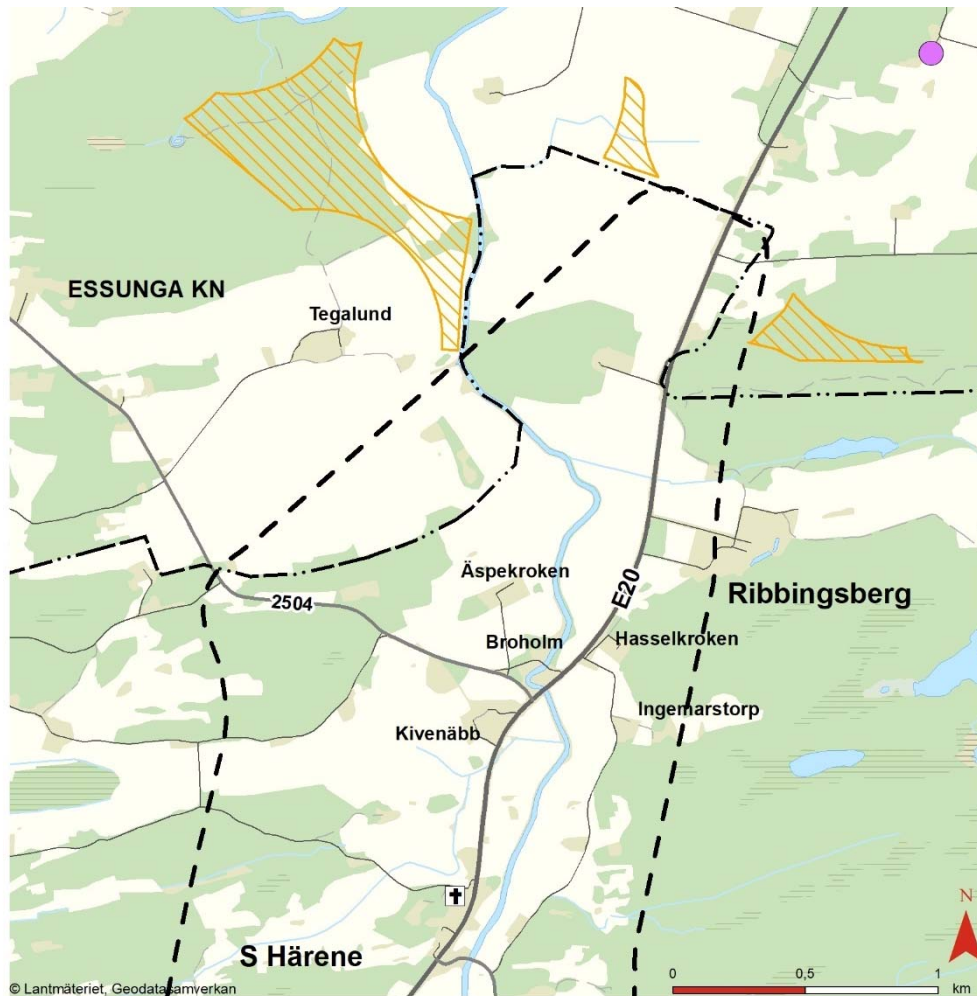 ESSUNGA KN
Tegalund
Äspekroken
2504
E20
Ribbingsberg
Broholm
Hasselkroken
Ingemarstorp
Kivenäbb
S Härene
N
0 0,5 1
km
© Lantmäteriet, Geodatasamverkan